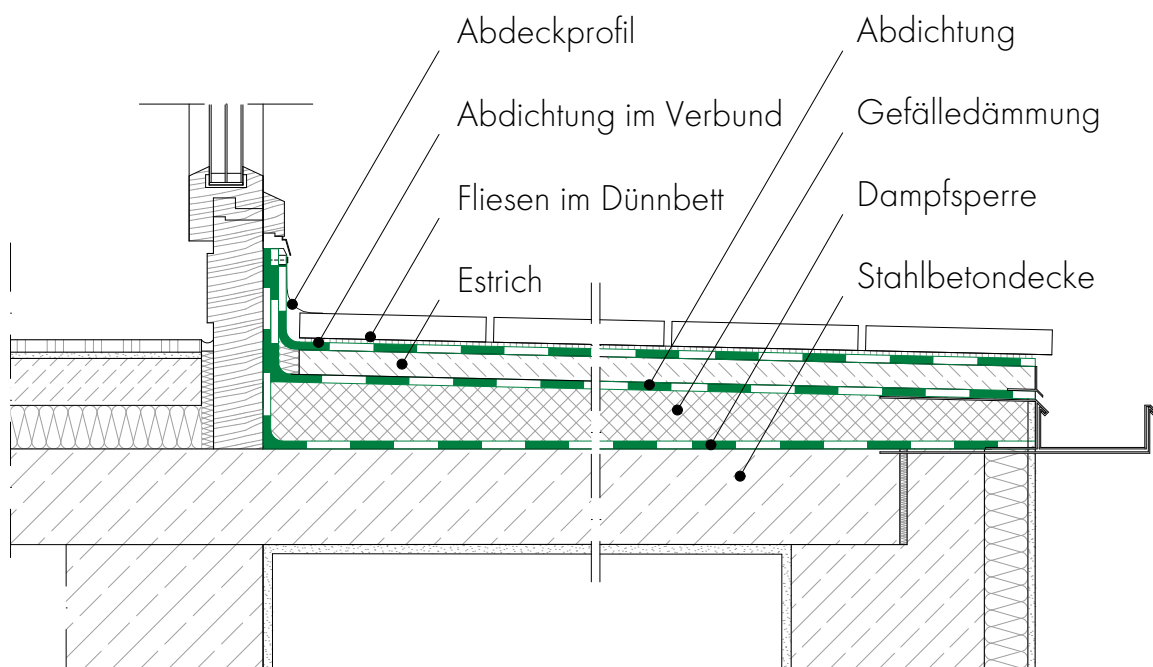 Abdeckprofil
Abdichtung im Verbund
Fliesen im Dünnbett
Estrich
Abdichtung
Gefälledämmung
Dampfsperre
Stahlbetondecke